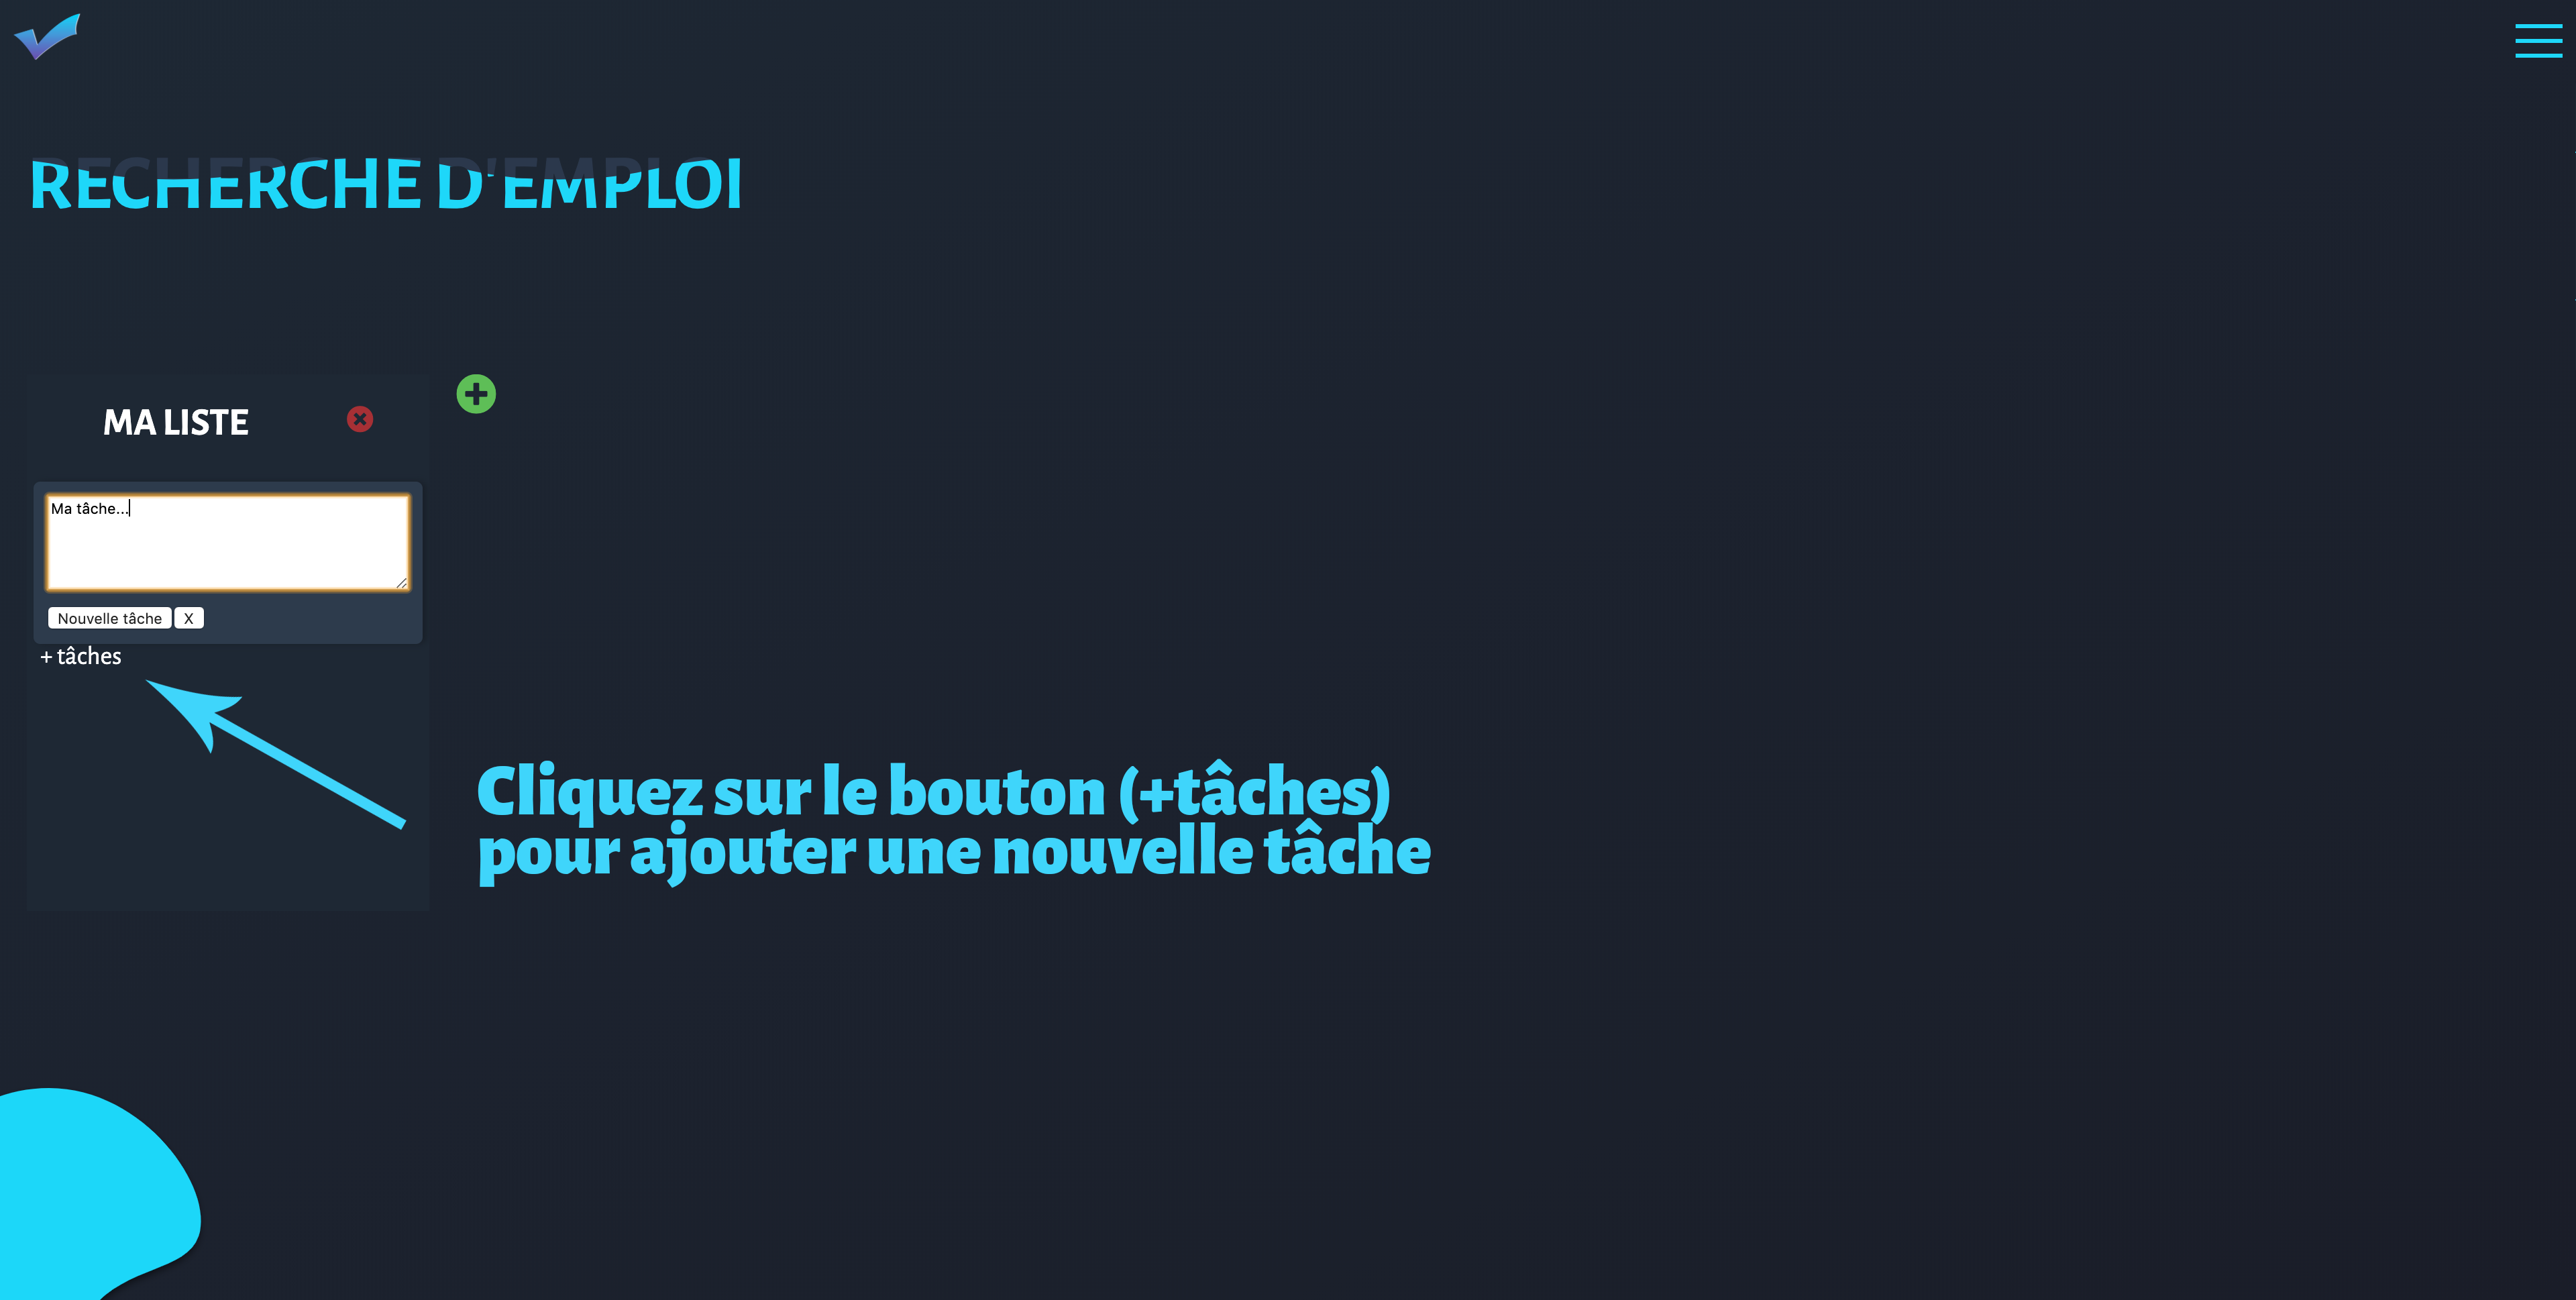 RECHERCHE D'EMPLOI
MA LISTE
Ma tâche...
Nouvelle tâche X
+ tâches
Cliquez sur le bouton (+tâches)
pour ajouter une nouvelle tâche